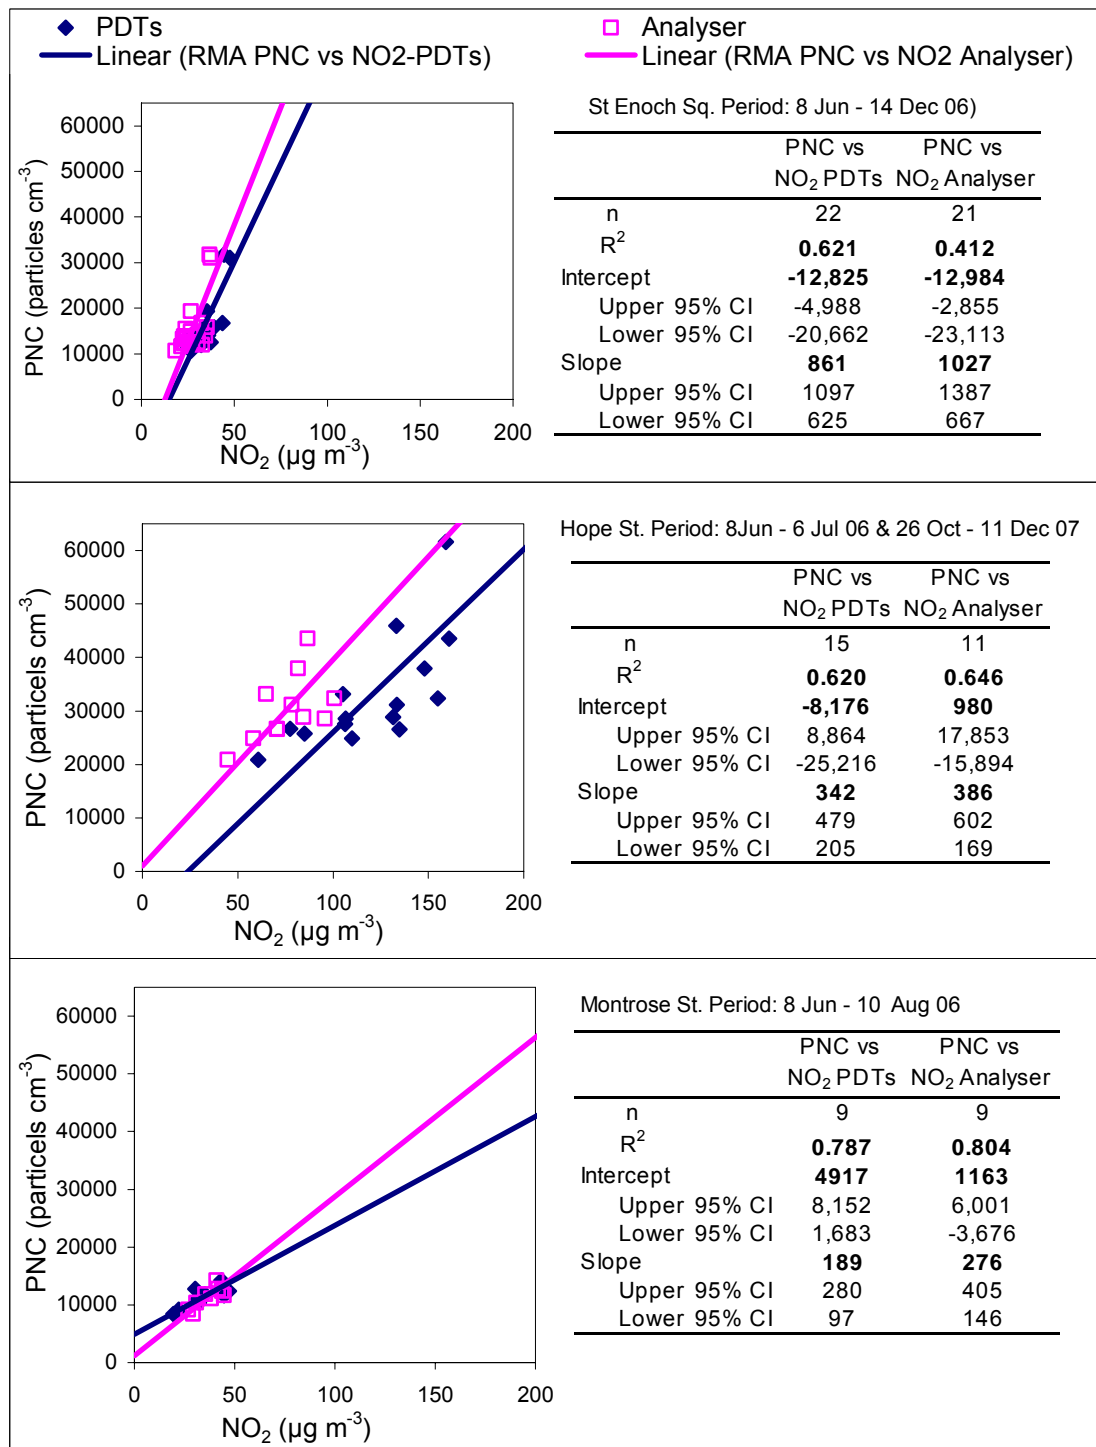 PDTs
Analyser
Linear (RMA PNC vs NO2-PDTs)
Linear (RMA PNC vs NO2 Analyser)
PNC (particles cm-3)
60000
50000
40000
30000
20000
10000
0
0 50 100 150 200
NO2 (µg m-3)
St Enoch Sq. Period: 8 Jun - 14 Dec 06)
PNC vs PNC vs
NO2 PDTs NO2 Analyser
n 22 21
R2 0.621 0.412
Intercept -12,825 -12,984
Upper 95% CI -4,988 -2,855
Lower 95% CI -20,662 -23,113
Slope 861 1027
Upper 95% CI 1097 1387
Lower 95% CI 625 667
PNC (particels cm-3)
60000
50000
40000
30000
20000
10000
0
0 50 100 150 200
NO2 (µg m-3)
Hope St. Period: 8Jun - 6 Jul 06 & 26 Oct - 11 Dec 07
PNC vs PNC vs
NO2 PDTs NO2 Analyser
n 15 11
R2 0.620 0.646
Intercept -8,176 980
Upper 95% CI 8,864 17,853
Lower 95% CI -25,216 -15,894
Slope 342 386
Upper 95% CI 479 602
Lower 95% CI 205 169
PNC (particels cm-3)
60000
50000
40000
30000
20000
10000
0
0 50 100 150 200
NO2 (µg m-3)
Montrose St. Period: 8 Jun - 10 Aug 06
PNC vs PNC vs
NO2 PDTs NO2 Analyser
n 9 9
R2 0.787 0.804
Intercept 4917 1163
Upper 95% CI 8,152 6,001
Lower 95% CI 1,683 -3,676
Slope 189 276
Upper 95% CI 280 405
Lower 95% CI 97 146